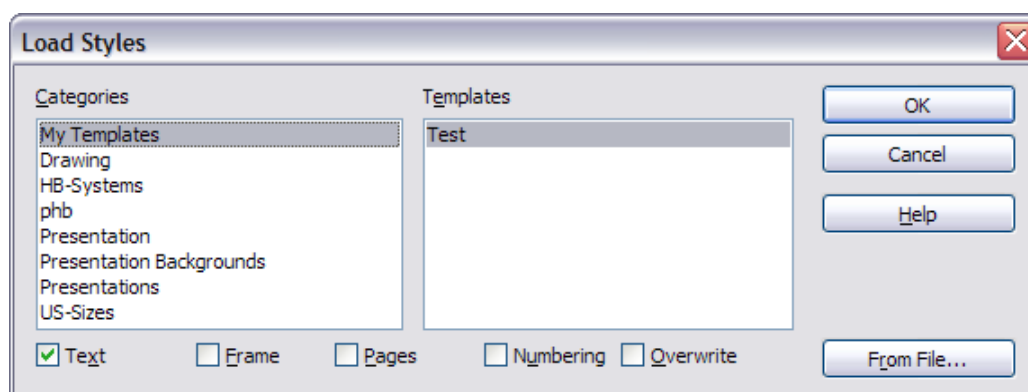 Load Styles
Categories
Templates
OK
My Templates
Test
Drawing
Cancel
HB-Systems
phb
Help
Presentation
Presentation Backgrounds
Presentations
US-Sizes
Text Frame Pages Numbering Overwrite
From File...